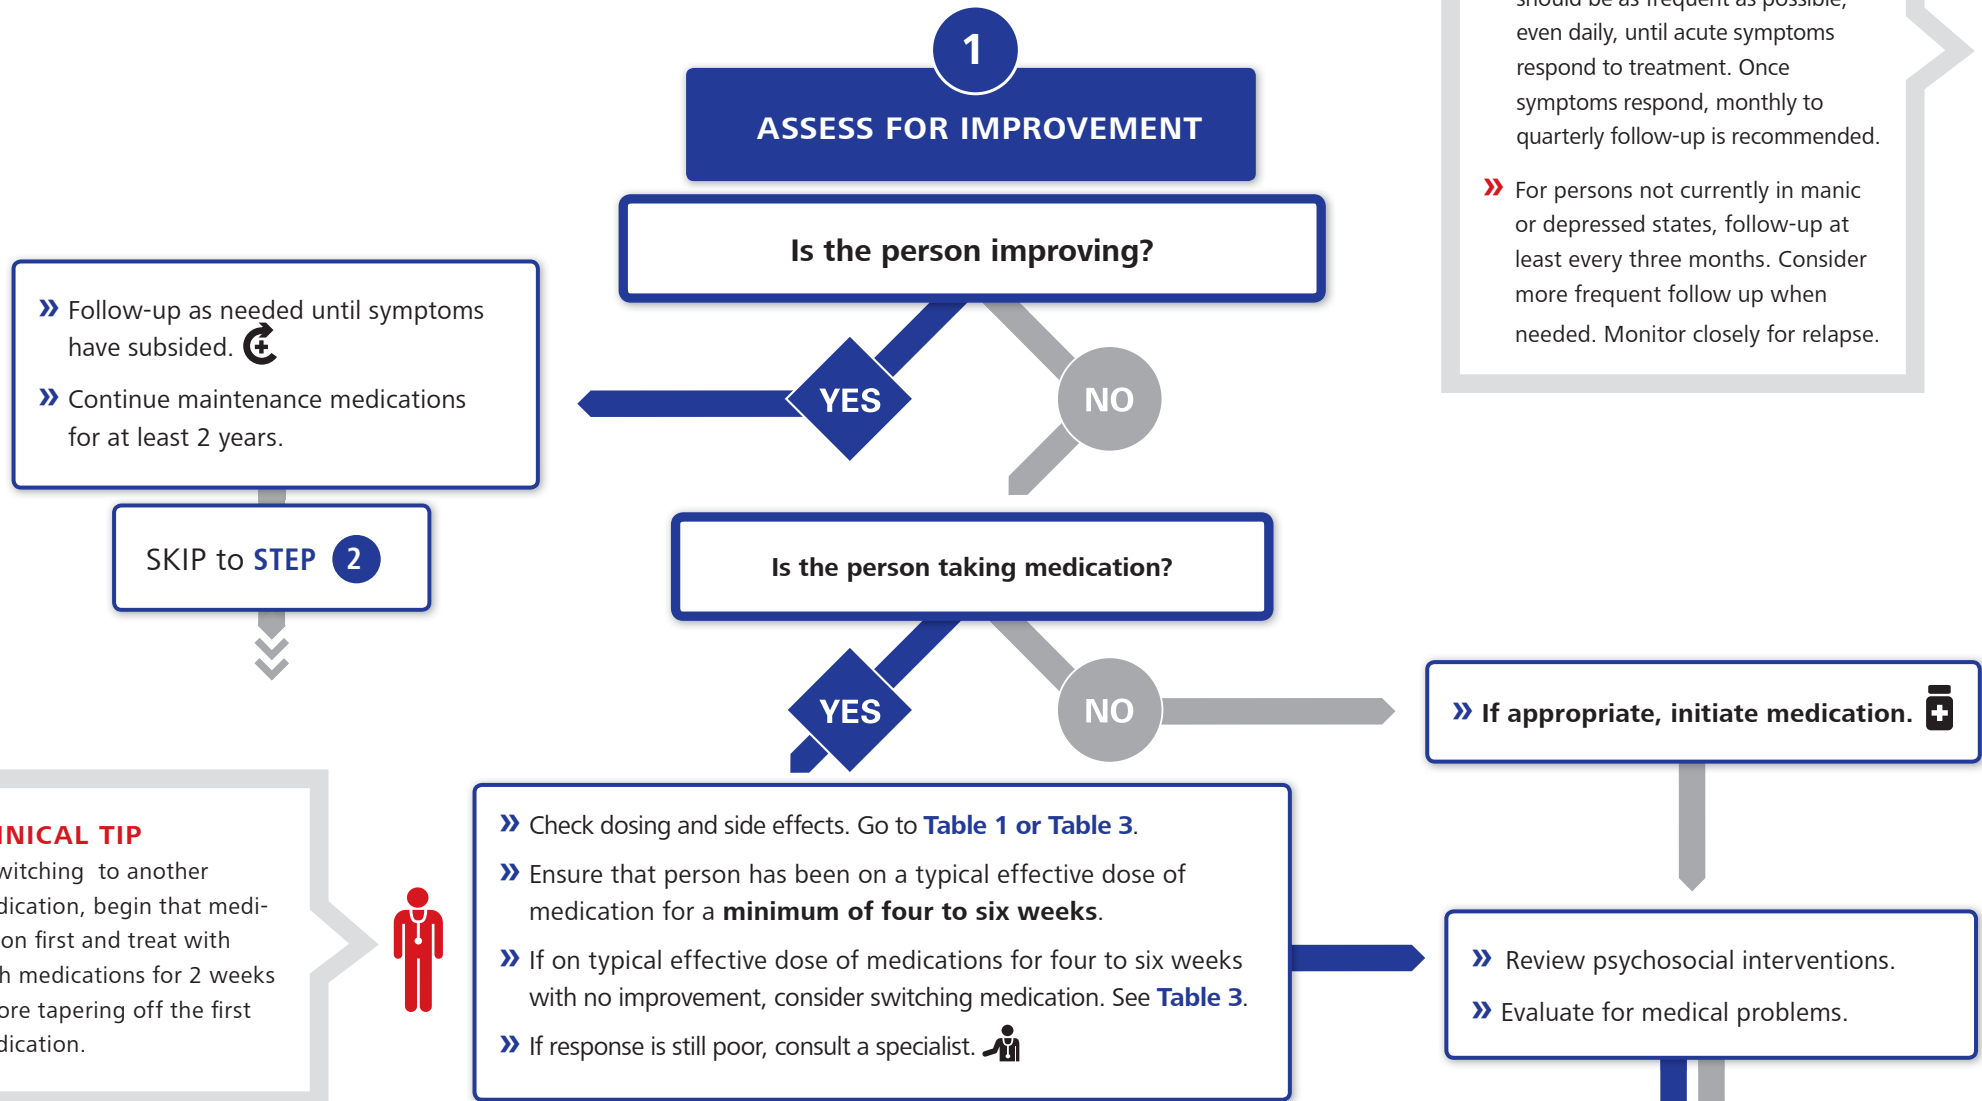 1
ASSESS FOR IMPROVEMENT
Is the person improving?
YES
NO
» Follow-up as needed until symptoms
have subsided.
» Continue maintenance medications
for at least 2 years.
SKIP to STEP 2
should be as frequent as possible,
even daily, until acute symptoms
respond to treatment. Once
symptoms respond, monthly to
quarterly follow-up is recommended.
» For persons not currently in manic
or depressed states, follow-up at
least every three months. Consider
more frequent follow up when
needed. Monitor closely for relapse.
Is the person taking medication?
YES
NO
» If appropriate, initiate medication.
INICAL TIP
witching to another
dication, begin that medi-
on first and treat with
h medications for 2 weeks
ore tapering off the first
dication.
» Check dosing and side effects. Go to Table 1 or Table 3.
» Ensure that person has been on a typical effective dose of
medication for a minimum of four to six weeks.
» If on typical effective dose of medications for four to six weeks
with no improvement, consider switching medication. See Table 3.
» If response is still poor, consult a specialist.
» Review psychosocial interventions.
» Evaluate for medical problems.